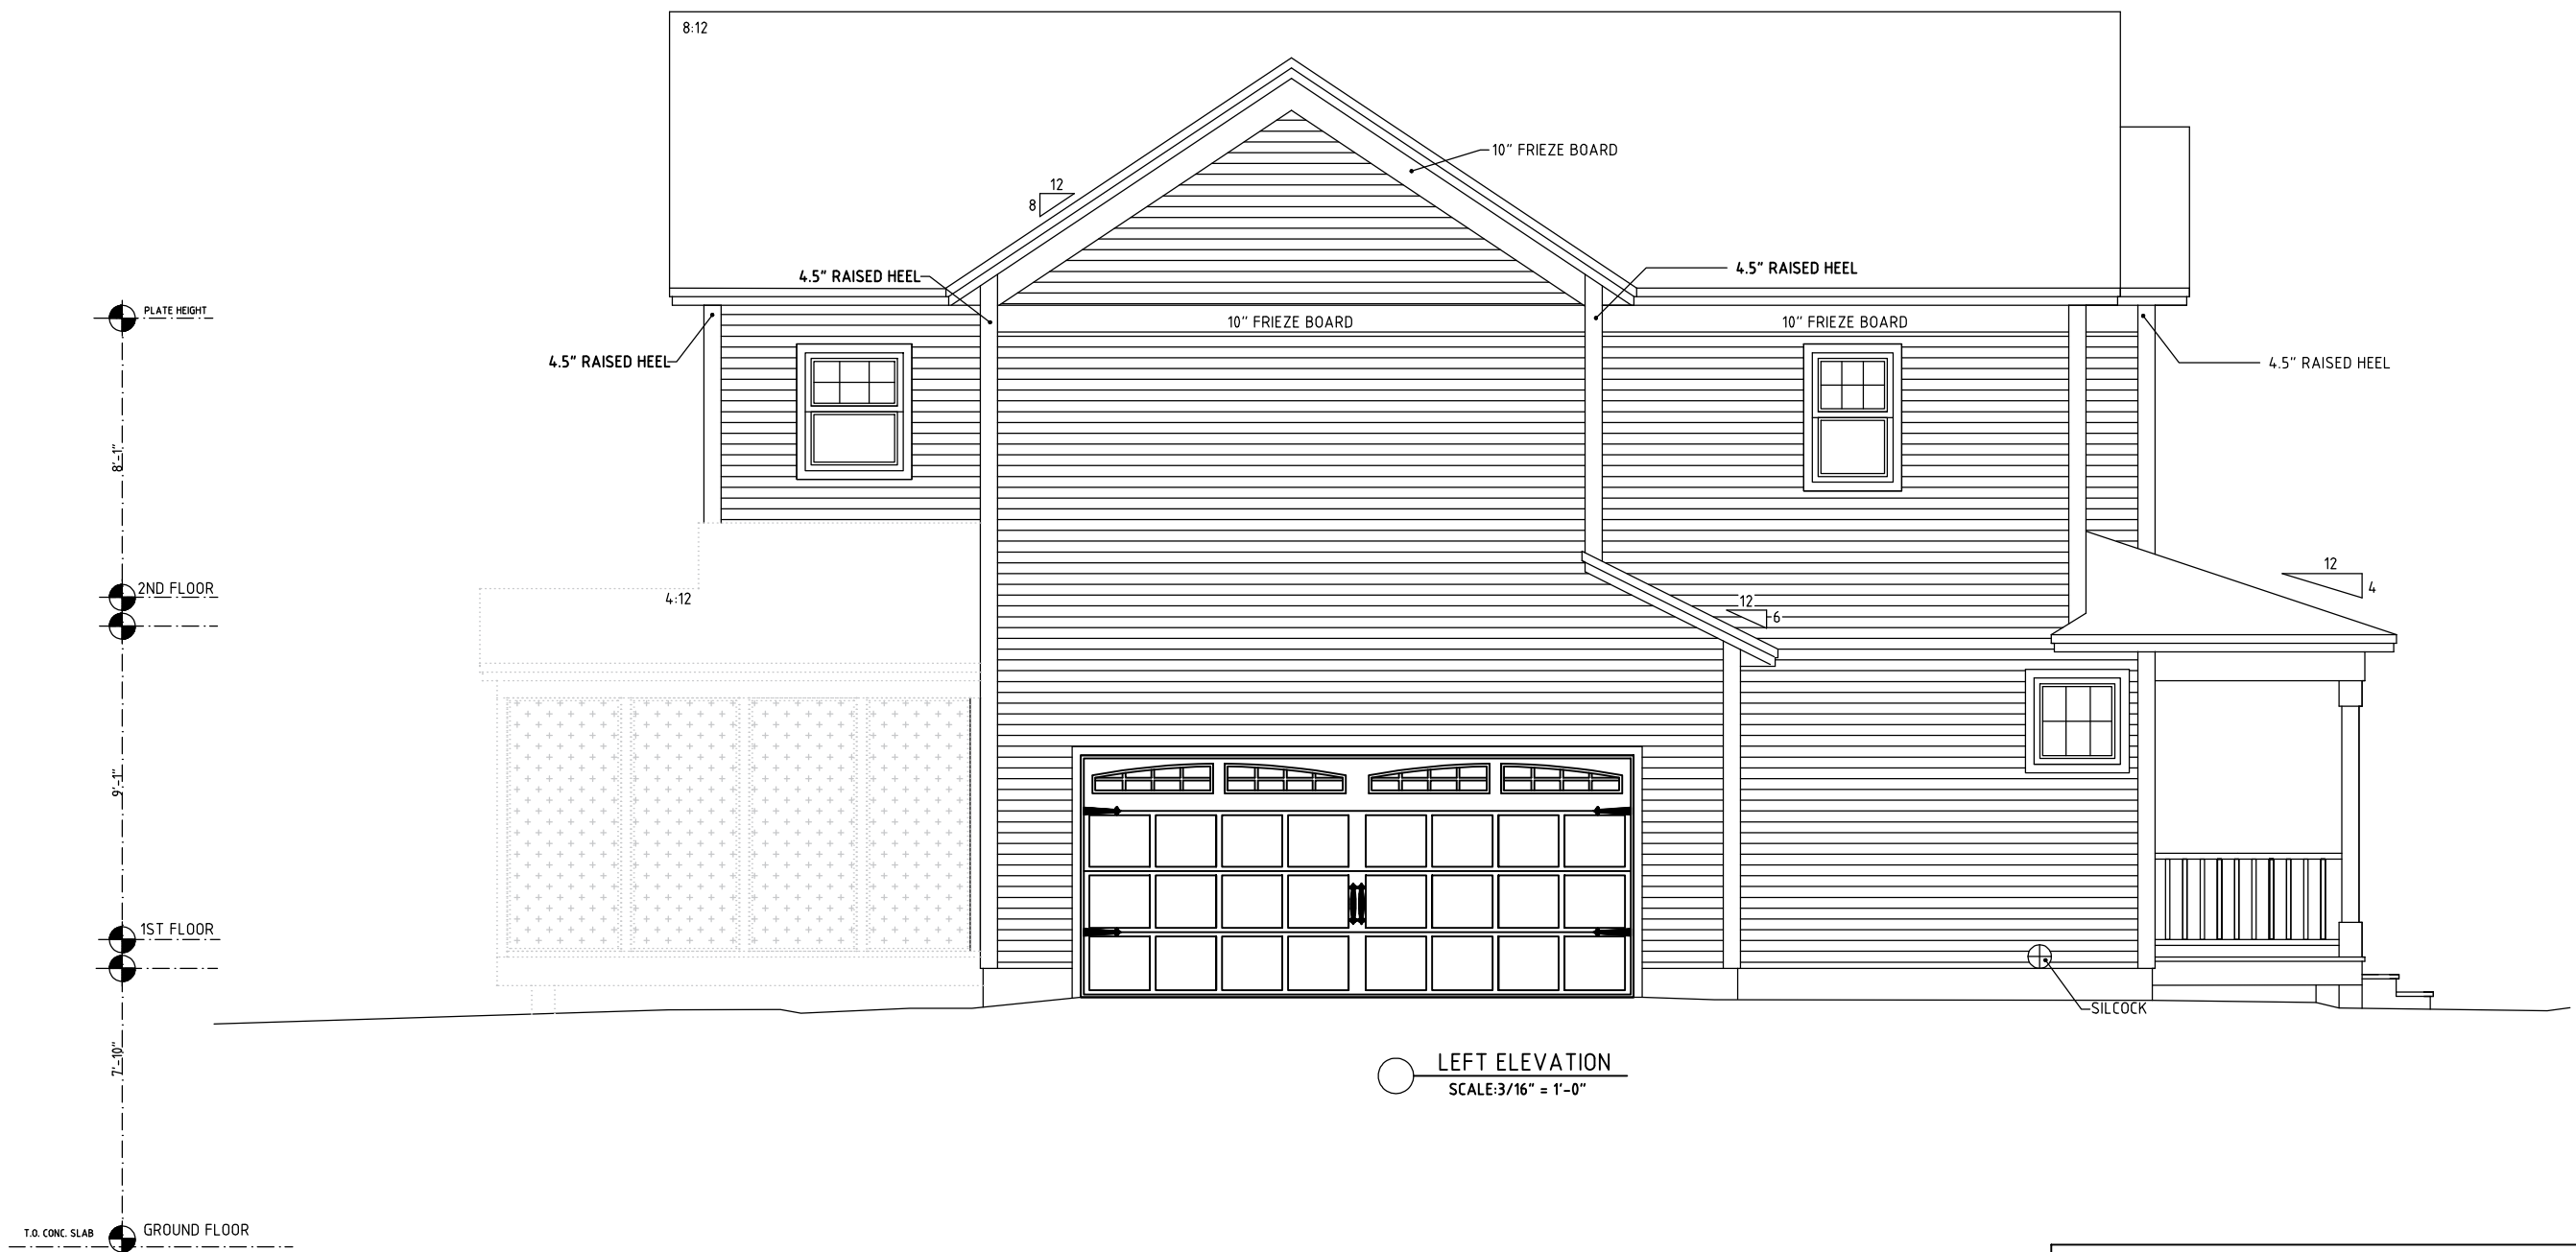 8:12
10" FRIEZE BOARD
12
8
4.5" RAISED HEEL
4.5" RAISED HEEL
PLATE HEIGHT
10" FRIEZE BOARD
10" FRIEZE BOARD
4.5" RAISED HEEL
4.5" RAISED HEEL
8'-1"
12
4
2ND FLOOR
4:12
12
6
9'-1"
1ST FLOOR
SILCOCK
7'-10"
LEFT ELEVATION
SCALE:3/16" = 1'-0"
T.O. CONC. SLAB
GROUND FLOOR